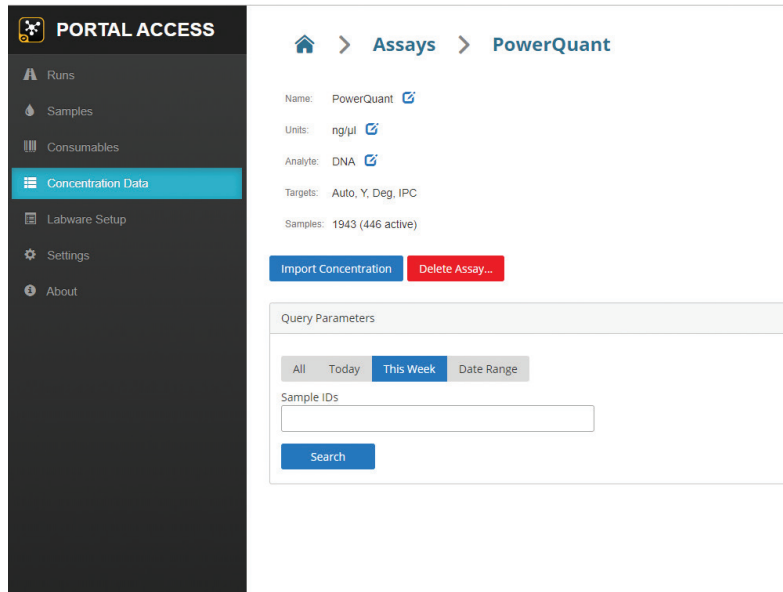 PORTAL ACCESS
Runs
Samples
Consumables
Concentration Data
Labware Setup
Settings
About
Assays
PowerQuant
Name: PowerQuant
Units: ng/µl
Analyte: DNA
Targets: Auto, Y, Deg, IPC
Samples: 1943 (446 active)
Import Concentration Delete Assay...
Query Parameters
All Today This Week Date Range
Sample IDs
Search